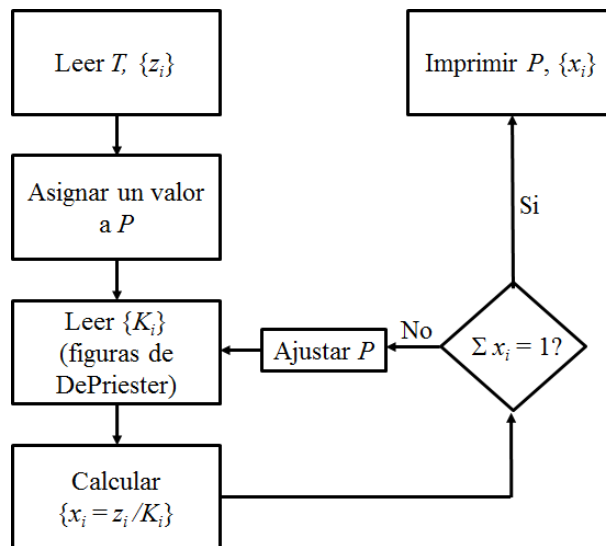 Leer T, {z_i}
Asignar un valor
a P
Leer {K_i}
(figuras de
DePriester)
Calcular
{x_i = z_i /K_i}
Ajustar P
No
Σ x_i = 1?
Si
Imprimir P, {x_i}